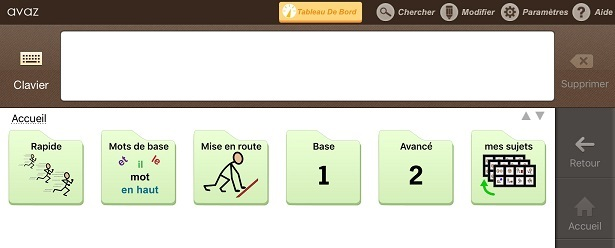 avaz
Tableau De Bord
Chercher
Modifier
Paramètres
Aide
Clavier
Supprimer
Accueil
Rapide
Mots de base
et il le
mot
en haut
Mise en route
Base
1
Avancé
2
mes sujets
Retour
Accueil